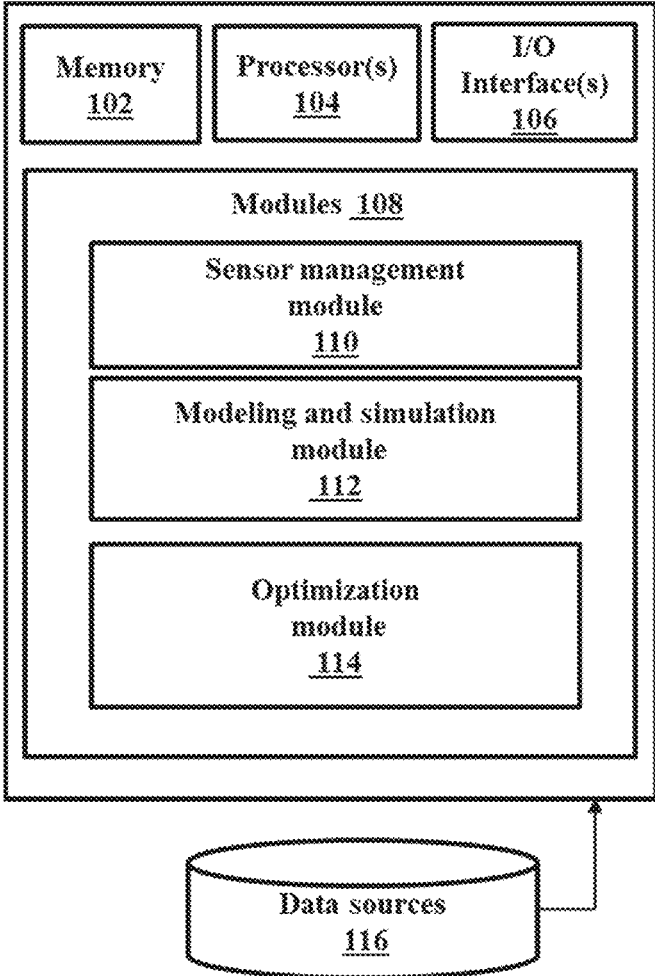 Memory
102
Processor(s)
104
I/O
Interface(s)
106
Modules 108
Sensor management
module
110
Modeling and simulation
module
112
Optimization
module
114
Data sources
116